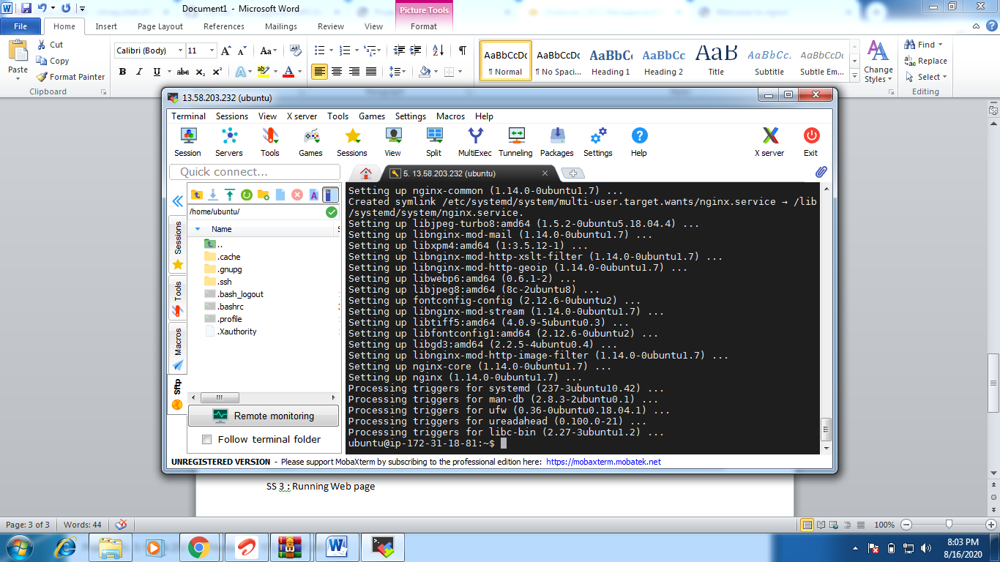 Document1 - Microsoft Word
Picture Tools
File
Home
Insert
Page Layout
References
Mailings
Review
View
Format
Paste
Cut
Copy
Format Painter
Clipboard
Calibri (Body)
11
AaBbCcDc
¶ Normal
AaBbCcDc
¶ No Spaci...
AaBbC
Heading 1
AaBbCc
Heading 2
AaB
Title
AaBbCc.
Subtitle
AaBbCcDc
Subtle Em...
Change
Styles
Find
Replace
Select
Editing
13.58.203.232 (ubuntu)
Terminal Sessions View X server Tools Games Settings Macros Help
Session Servers Tools Games Sessions View Split MultiExec Tunneling Packages Settings Help X server Exit
Quick connect...
5. 13.58.203.232 (ubuntu)
/home/ubuntu/
Name
..
.cache
.gnupg
.ssh
.bash_logout
.bashrc
.profile
.Xauthority
Sessions
Tools
Macros
Sftp
Remote monitoring
Follow terminal folder
Setting up nginx-common (1.14.0-0ubuntu1.7) ...
Created symlink /etc/systemd/system/multi-user.target.wants/nginx.service → /lib
/systemd/system/nginx.service.
Setting up libjpeg-turbo8:amd64 (1.5.2-0ubuntu5.18.04.4) ...
Setting up libnginx-mod-mail (1.14.0-0ubuntu1.7) ...
Setting up libxpm4:amd64 (1:3.5.12-1) ...
Setting up libnginx-mod-http-xslt-filter (1.14.0-0ubuntu1.7) ...
Setting up libnginx-mod-http-geoip (1.14.0-0ubuntu1.7) ...
Setting up libwebp6:amd64 (0.6.1-2) ...
Setting up libjpeg8:amd64 (8c-2ubuntu8) ...
Setting up fontconfig-config (2.12.6-0ubuntu2) ...
Setting up libnginx-mod-stream (1.14.0-0ubuntu1.7) ...
Setting up libtiff5:amd64 (4.0.9-5ubuntu0.3) ...
Setting up libfontconfig1:amd64 (2.12.6-0ubuntu2) ...
Setting up libgd3:amd64 (2.2.5-4ubuntu0.4) ...
Setting up libnginx-mod-http-image-filter (1.14.0-0ubuntu1.7) ...
Setting up nginx-core (1.14.0-0ubuntu1.7) ...
Setting up nginx (1.14.0-0ubuntu1.7) ...
Processing triggers for systemd (237-3ubuntu10.42) ...
Processing triggers for man-db (2.8.3-2ubuntu0.1) ...
Processing triggers for ufw (0.36-0ubuntu0.18.04.1) ...
Processing triggers for ureadahead (0.100.0-21) ...
Processing triggers for libc-bin (2.27-3ubuntu1.2) ...
ubuntu@ip-172-31-18-81:~$
UNREGISTERED VERSION - Please support MobaXterm by subscribing to the professional edition here: https://mobaxterm.mobatek.net
SS 3 : Running Web page
Page: 3 of 3
Words: 44
100%
8:03 PM
8/16/2020